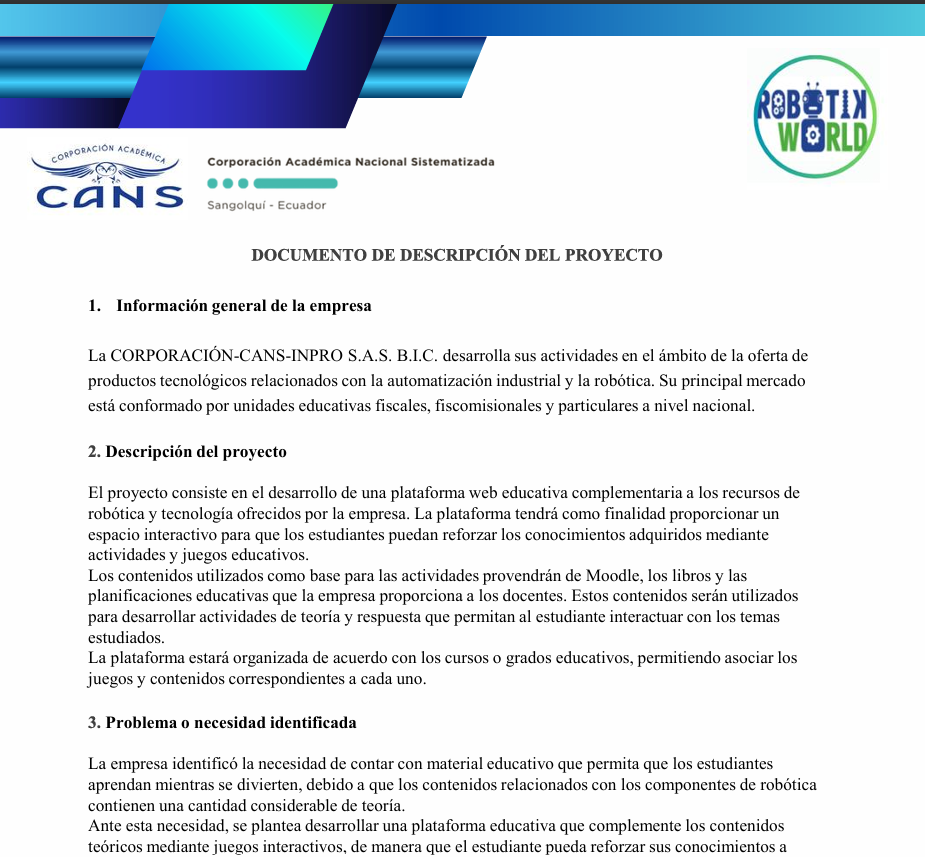 ROBOTIK
WORLD
CORPORACIÓN ACADÉMICA
CANS
Corporación Académica Nacional Sistematizada
Sangolquí - Ecuador
DOCUMENTO DE DESCRIPCIÓN DEL PROYECTO
1. Información general de la empresa
La CORPORACIÓN-CANS-INPRO S.A.S. B.I.C. desarrolla sus actividades en el ámbito de la oferta de
productos tecnológicos relacionados con la automatización industrial y la robótica. Su principal mercado
está conformado por unidades educativas fiscales, fiscomisionales y particulares a nivel nacional.
2. Descripción del proyecto
El proyecto consiste en el desarrollo de una plataforma web educativa complementaria a los recursos de
robótica y tecnología ofrecidos por la empresa. La plataforma tendrá como finalidad proporcionar un
espacio interactivo para que los estudiantes puedan reforzar los conocimientos adquiridos mediante
actividades y juegos educativos.
Los contenidos utilizados como base para las actividades provendrán de Moodle, los libros y las
planificaciones educativas que la empresa proporciona a los docentes. Estos contenidos serán utilizados
para desarrollar actividades de teoría y respuesta que permitan al estudiante interactuar con los temas
estudiados.
La plataforma estará organizada de acuerdo con los cursos o grados educativos, permitiendo asociar los
juegos y contenidos correspondientes a cada uno.
3. Problema o necesidad identificada
La empresa identificó la necesidad de contar con material educativo que permita que los estudiantes
aprendan mientras se divierten, debido a que los contenidos relacionados con los componentes de robótica
contienen una cantidad considerable de teoría.
Ante esta necesidad, se plantea desarrollar una plataforma educativa que complemente los contenidos
teóricos mediante juegos interactivos, de manera que el estudiante pueda reforzar sus conocimientos a